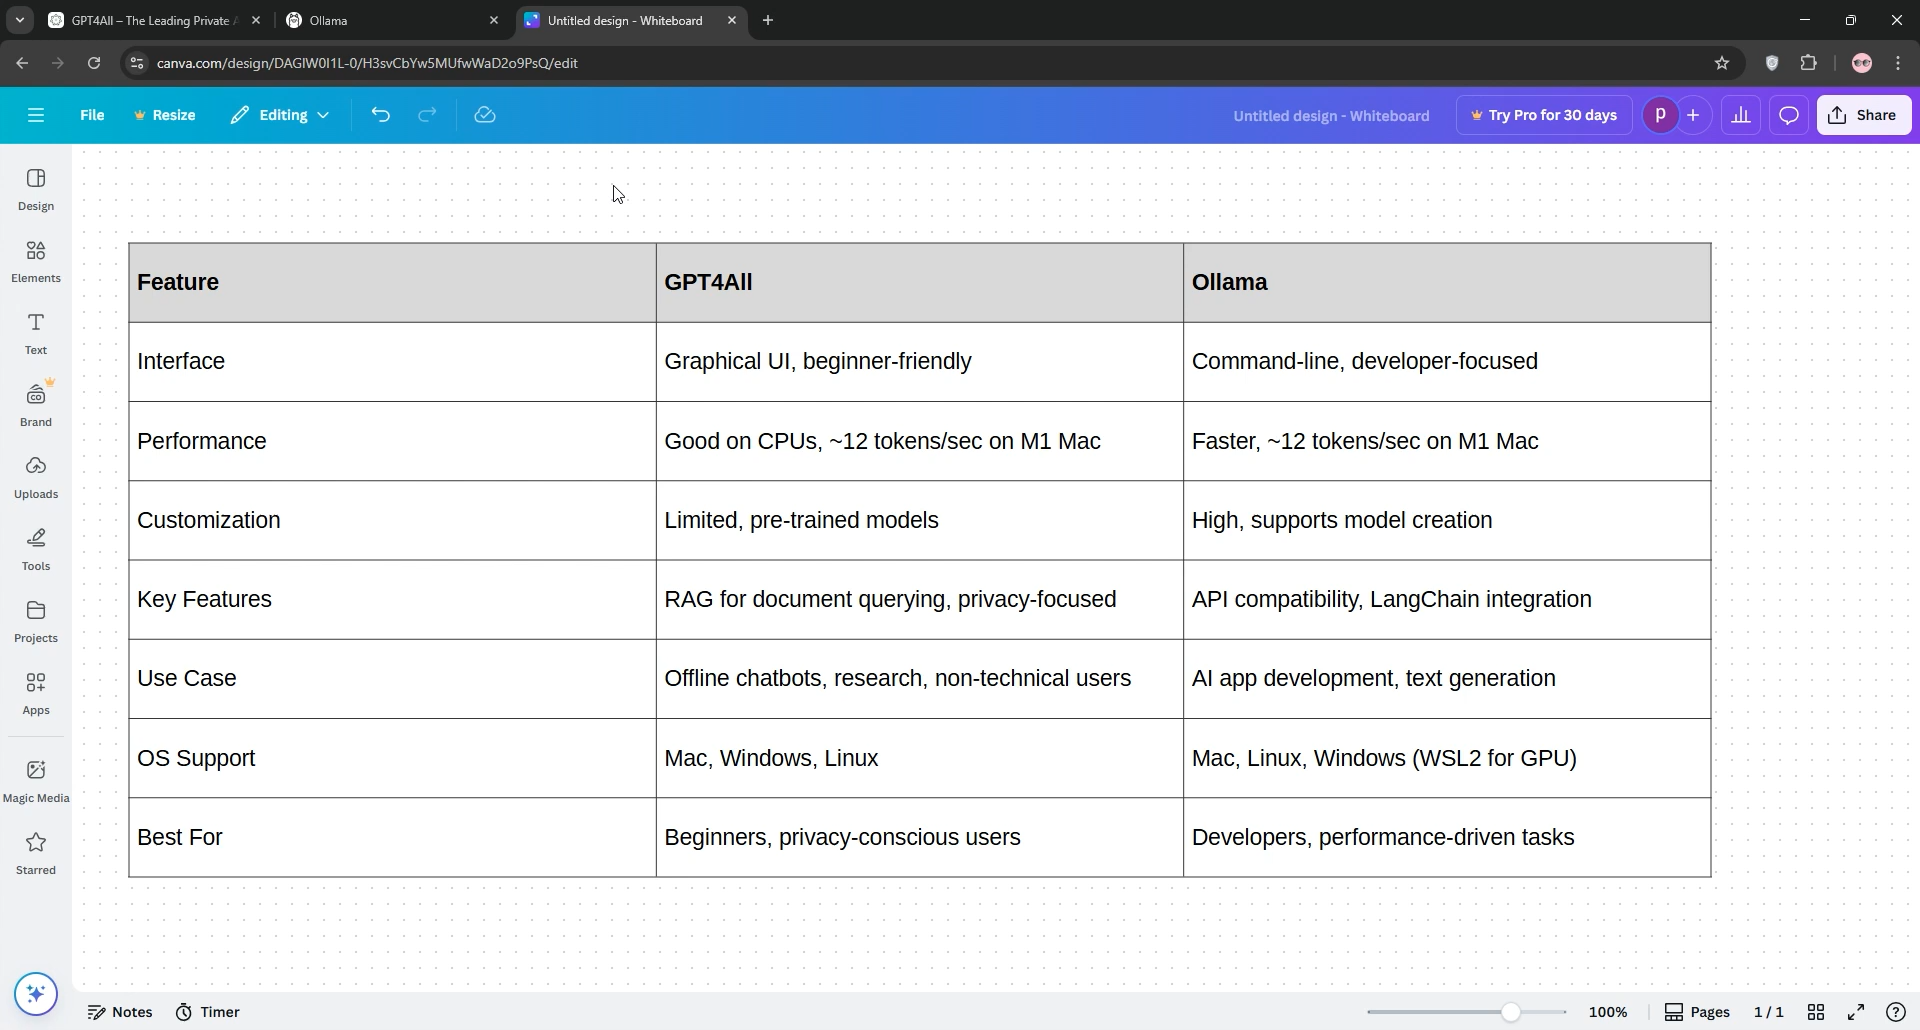 GPT4All – The Leading Private
Ollama
Untitled design - Whiteboard
canva.com/design/DAGIW0I1L-0/H3svCbYw5MUfwWaD2o9PsQ/edit
File
Resize
Editing
Untitled design - Whiteboard
Try Pro for 30 days
P
Share
Design
Elements
Text
Brand
Uploads
Tools
Projects
Apps
Magic Media
Starred
Feature GPT4All Ollama
Interface Graphical UI, beginner-friendly Command-line, developer-focused
Performance Good on CPUs, ~12 tokens/sec on M1 Mac Faster, ~12 tokens/sec on M1 Mac
Customization Limited, pre-trained models High, supports model creation
Key Features RAG for document querying, privacy-focused API compatibility, LangChain integration
Use Case Offline chatbots, research, non-technical users AI app development, text generation
OS Support Mac, Windows, Linux Mac, Linux, Windows (WSL2 for GPU)
Best For Beginners, privacy-conscious users Developers, performance-driven tasks
Notes
Timer
100%
Pages
1 / 1